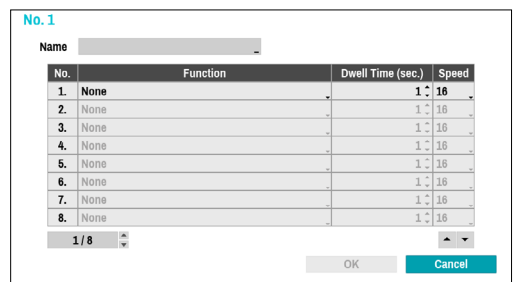 No. 1
Name
No. Function Dwell Time (sec.) Speed
1. None 1 16
2. None 1 16
3. None 1 16
4. None 1 16
5. None 1 16
6. None 1 16
7. None 1 16
8. None 1 16
1 / 8
OK Cancel